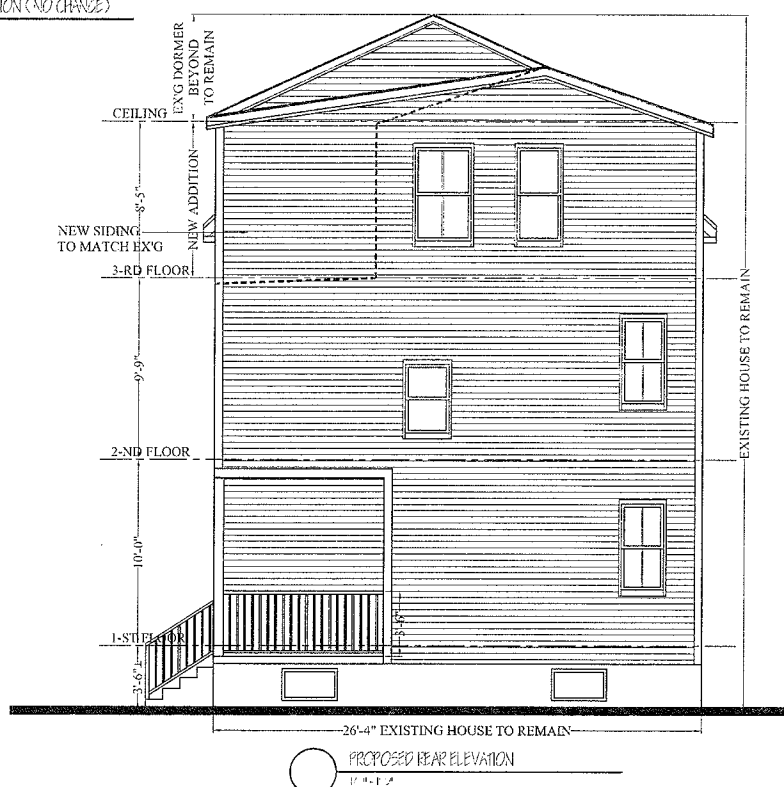 ION (NO CHANGE)
EX'G DORMER
BEYOND
TO REMAIN
CEILING
8'-5"
NEW ADDITION
NEW SIDING
TO MATCH EX'G
3-RD FLOOR
EXISTING HOUSE TO REMAIN
9'-9"
2-ND FLOOR
10'-0"
1-ST FLOOR
3'-6"
3'-6"
26'-4" EXISTING HOUSE TO REMAIN
PROPOSED REAR ELEVATION